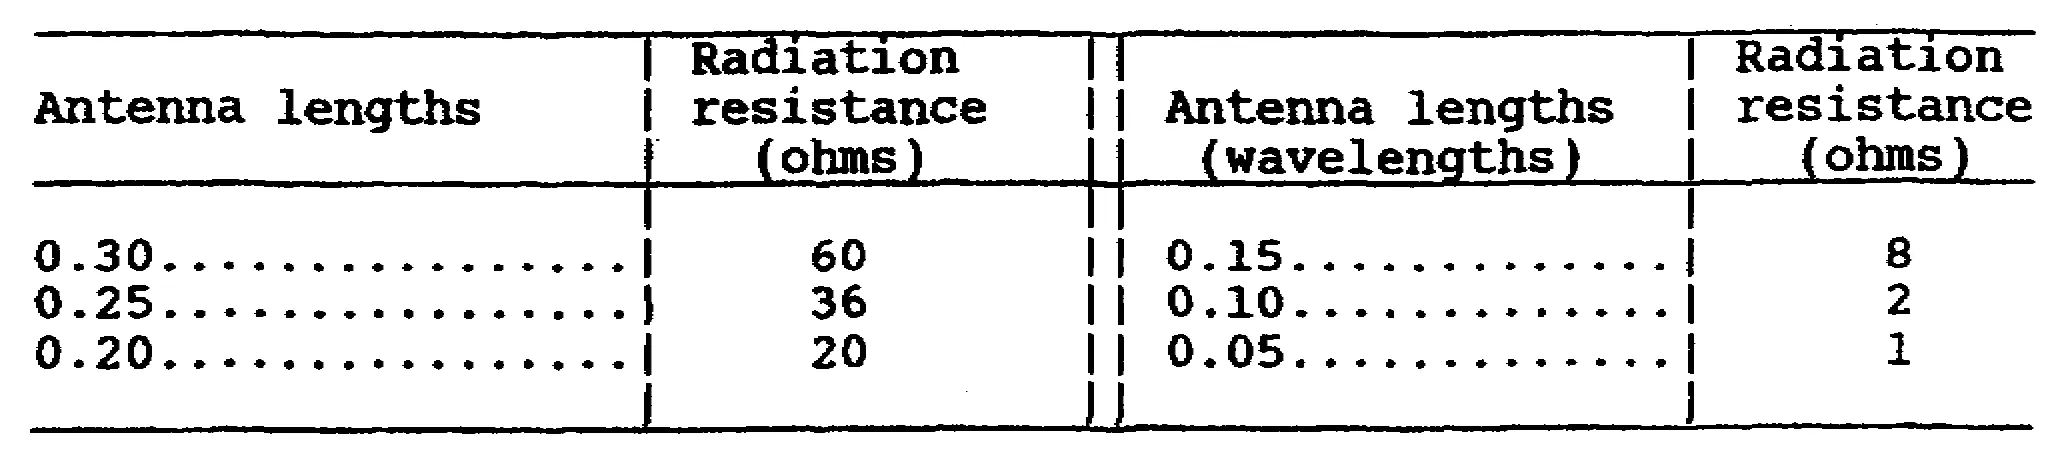 Radiation Radiation
Antenna lengths resistance Antenna lengths resistance
(ohms) (wavelengths) (ohms)
0.30................ 60 0.15............. 8
0.25................ 36 0.10............. 2
0.20................ 20 0.05............. 1